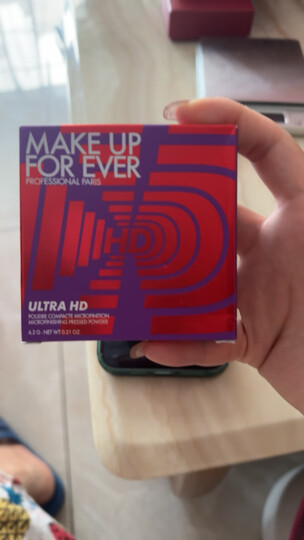 MAKE UP
FOR EVER
PROFESSIONAL PARIS
HD
ULTRA HD
POUDRE COMPACTE MICROFINITION
MICROFINISHING PRESSED POWDER
6.2 G - NET WT 0.21 OZ